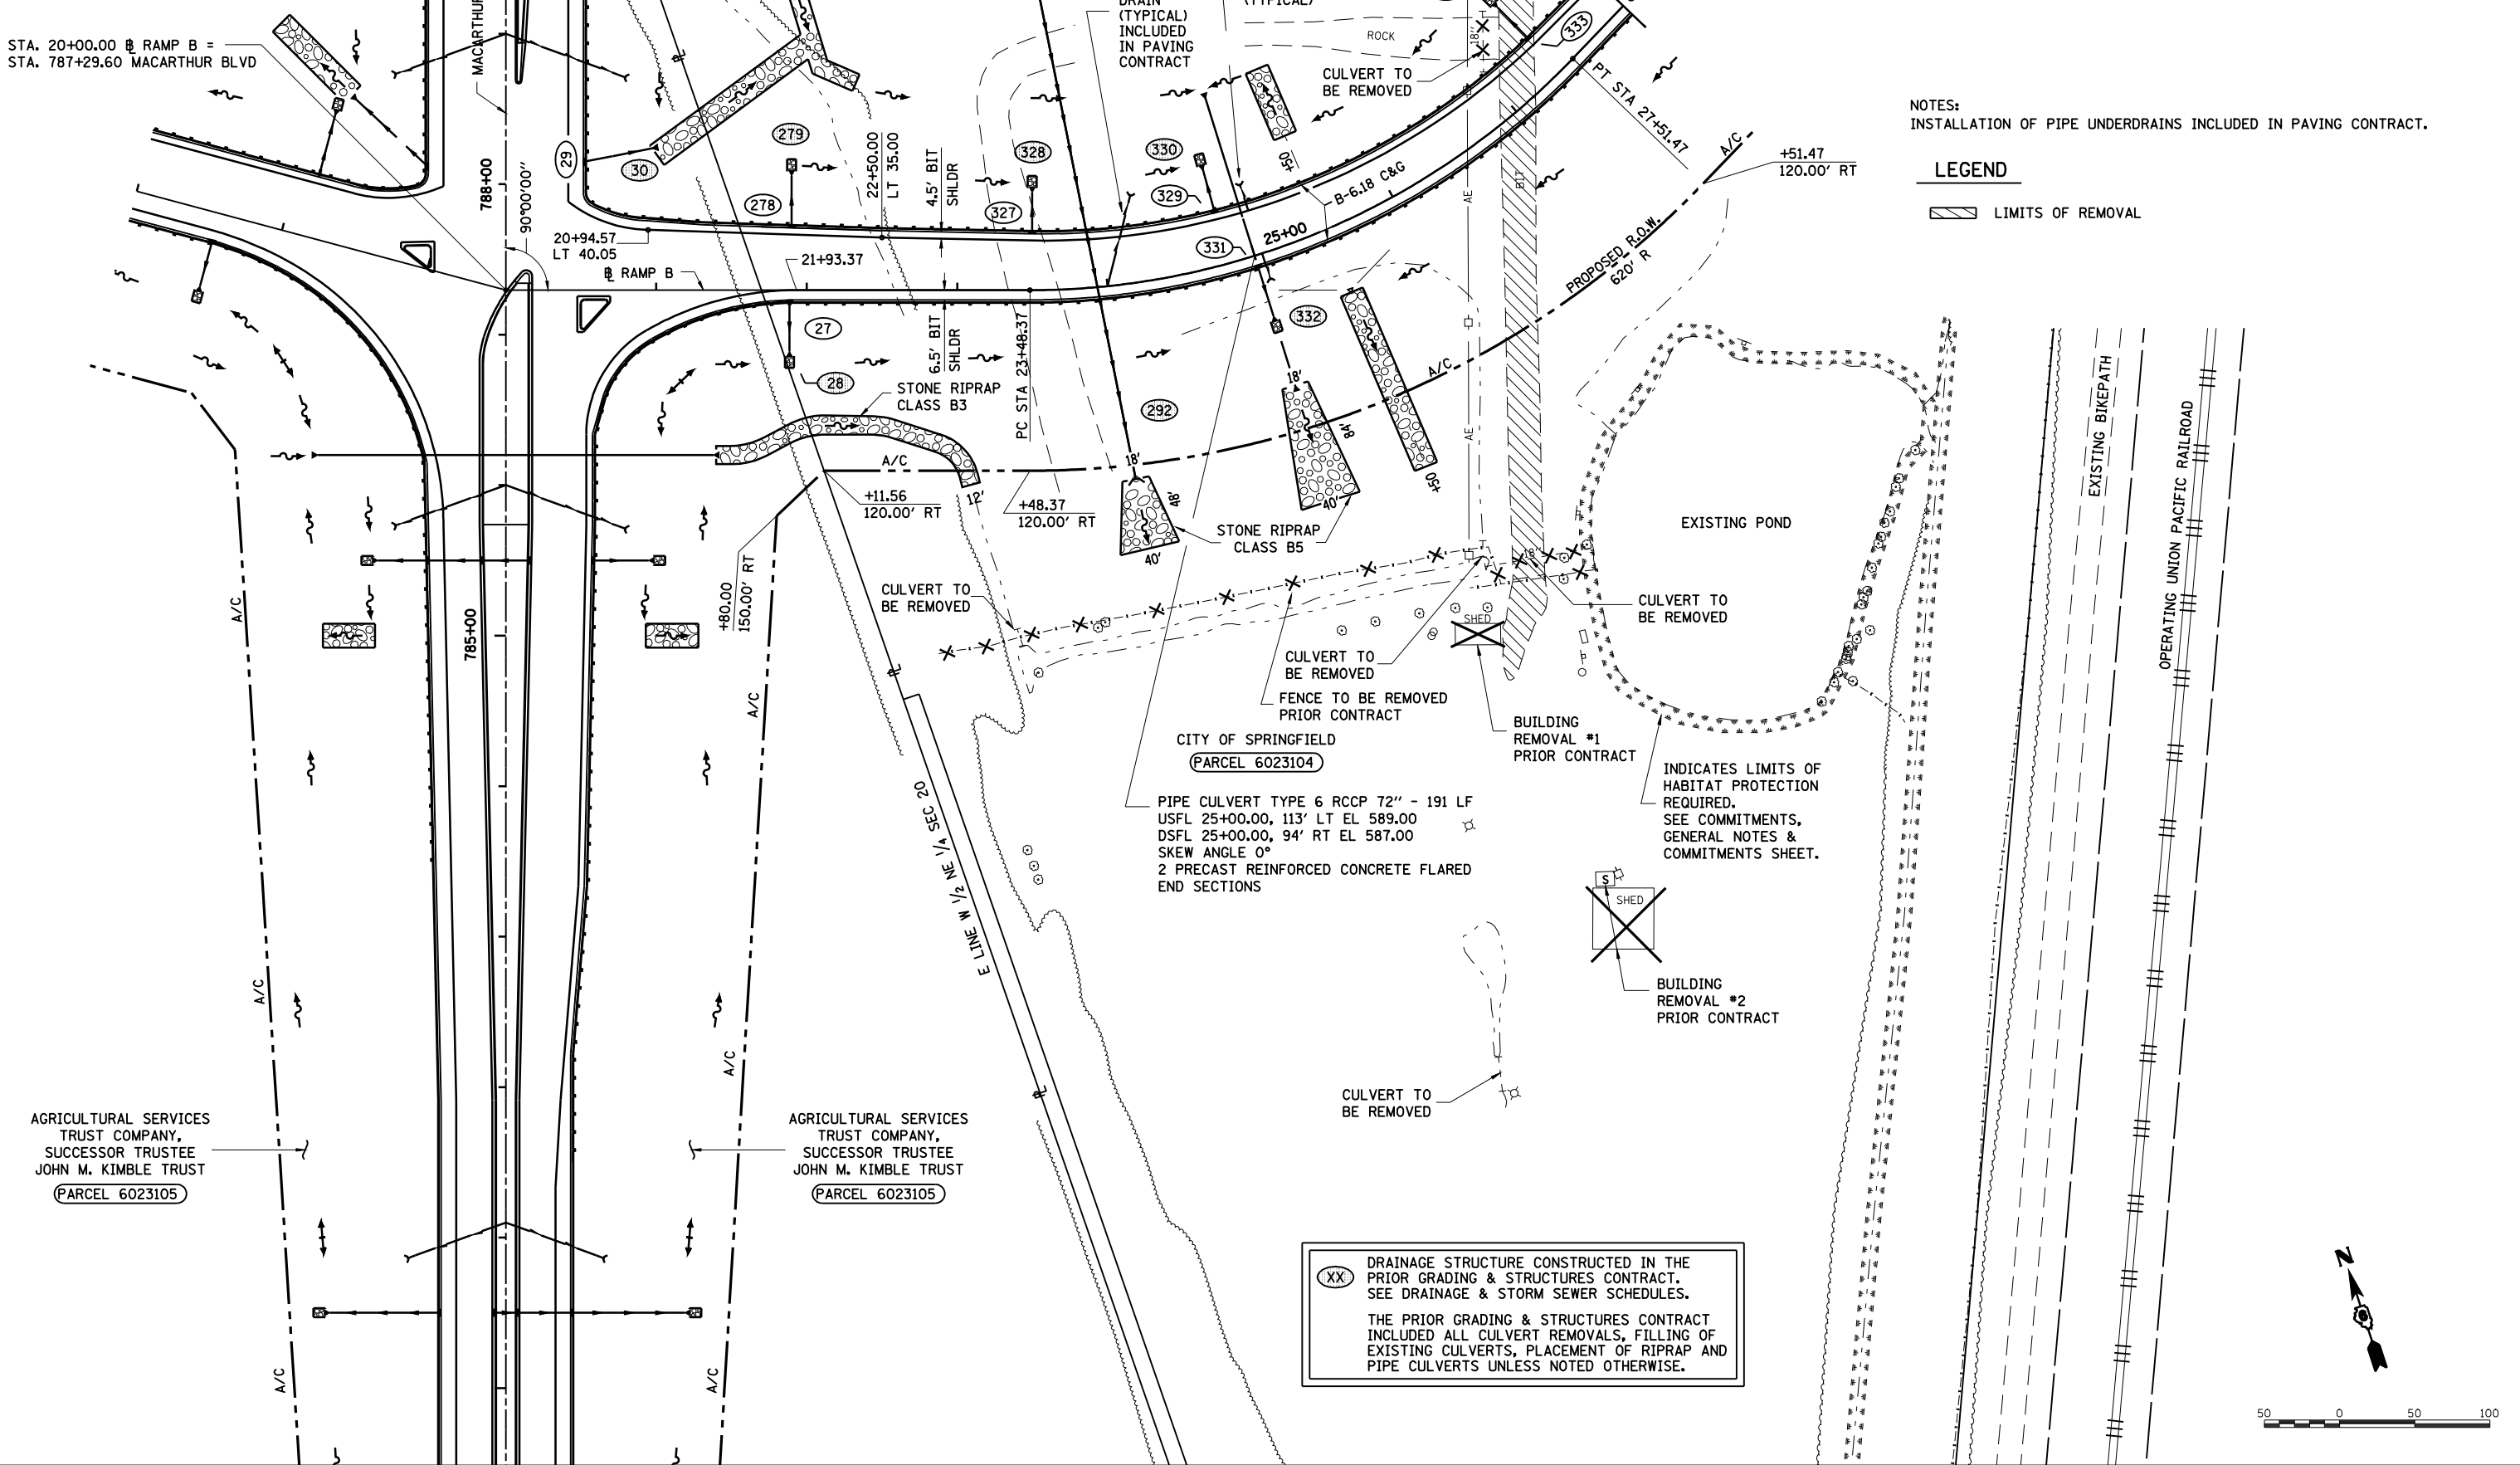 STA. 20+00.00 ⅊ RAMP B =
STA. 787+29.60 MACARTHUR BLVD
MACARTHUR
788+00
90°00'00"
29
30
279
278
22+50.00
LT 35.00
4.5' BIT
SHLDR
328
327
DRAIN
(TYPICAL)
INCLUDED
IN PAVING
CONTRACT
(TYPICAL)
330
329
331
+50
ROCK
CULVERT TO
BE REMOVED
18"
333
PT STA 27+51.47
A/C
+51.47
120.00' RT
NOTES:
INSTALLATION OF PIPE UNDERDRAINS INCLUDED IN PAVING CONTRACT.
LEGEND
LIMITS OF REMOVAL
20+94.57
LT 40.05
RAMP B
21+93.37
25+00
B-6.18 C&G
AE
BIT
PROPOSED R.O.W.
620' R
27
28
6.5' BIT
SHLDR
PC STA 23+48.37
STONE RIPRAP
CLASS B3
292
332
18'
84'
40'
+50
A/C
AE
A/C
+11.56
120.00' RT
12'
+48.37
120.00' RT
18'
48'
40'
STONE RIPRAP
CLASS B5
+80.00
150.00' RT
785+00
A/C
A/C
EXISTING POND
EXISTING BIKEPATH
OPERATING UNION PACIFIC RAILROAD
CULVERT TO
BE REMOVED
18"
SHED
CULVERT TO
BE REMOVED
CULVERT TO
BE REMOVED
FENCE TO BE REMOVED
PRIOR CONTRACT
BUILDING
REMOVAL #1
PRIOR CONTRACT
CITY OF SPRINGFIELD
PARCEL 6023104
INDICATES LIMITS OF
HABITAT PROTECTION
REQUIRED.
SEE COMMITMENTS,
GENERAL NOTES &
COMMITMENTS SHEET.
PIPE CULVERT TYPE 6 RCCP 72" - 191 LF
USFL 25+00.00, 113' LT EL 589.00
DSFL 25+00.00, 94' RT EL 587.00
SKEW ANGLE 0°
2 PRECAST REINFORCED CONCRETE FLARED
END SECTIONS
E LINE W 1/2 NE 1/4 SEC 20
S
SHED
BUILDING
REMOVAL #2
PRIOR CONTRACT
CULVERT TO
BE REMOVED
A/C
A/C
AGRICULTURAL SERVICES
TRUST COMPANY,
SUCCESSOR TRUSTEE
JOHN M. KIMBLE TRUST
PARCEL 6023105
AGRICULTURAL SERVICES
TRUST COMPANY,
SUCCESSOR TRUSTEE
JOHN M. KIMBLE TRUST
PARCEL 6023105
A/C
A/C
XX
DRAINAGE STRUCTURE CONSTRUCTED IN THE
PRIOR GRADING & STRUCTURES CONTRACT.
SEE DRAINAGE & STORM SEWER SCHEDULES.
THE PRIOR GRADING & STRUCTURES CONTRACT
INCLUDED ALL CULVERT REMOVALS, FILLING OF
EXISTING CULVERTS, PLACEMENT OF RIPRAP AND
PIPE CULVERTS UNLESS NOTED OTHERWISE.
N
50 0 50 100